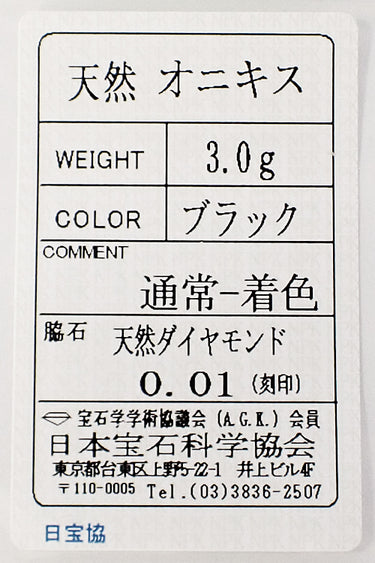 天然 オニキス
WEIGHT 3.0g
COLOR ブラック
COMMENT
通常-着色
脇石 天然ダイヤモンド
0.01 (刻印)
宝石学学術協議会 (A.G.K.) 会員
日本宝石科学協会
東京都台東区上野5-22-1 井上ビル4F
〒110-0005 Tel.(03)3836-2507
日宝協